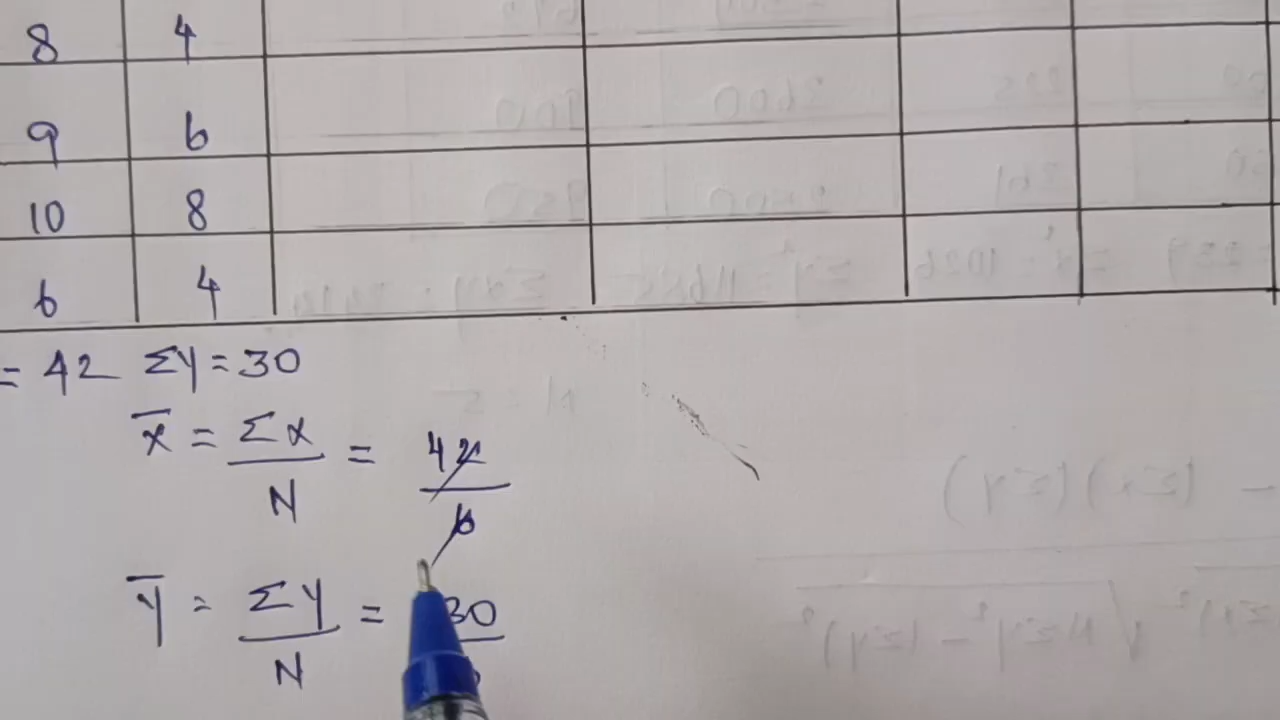 8 4
9 6
10 8
6 4
= 42 Σy = 30
x̄ = Σx / N = 42 / 6
ȳ = Σy / N = 30